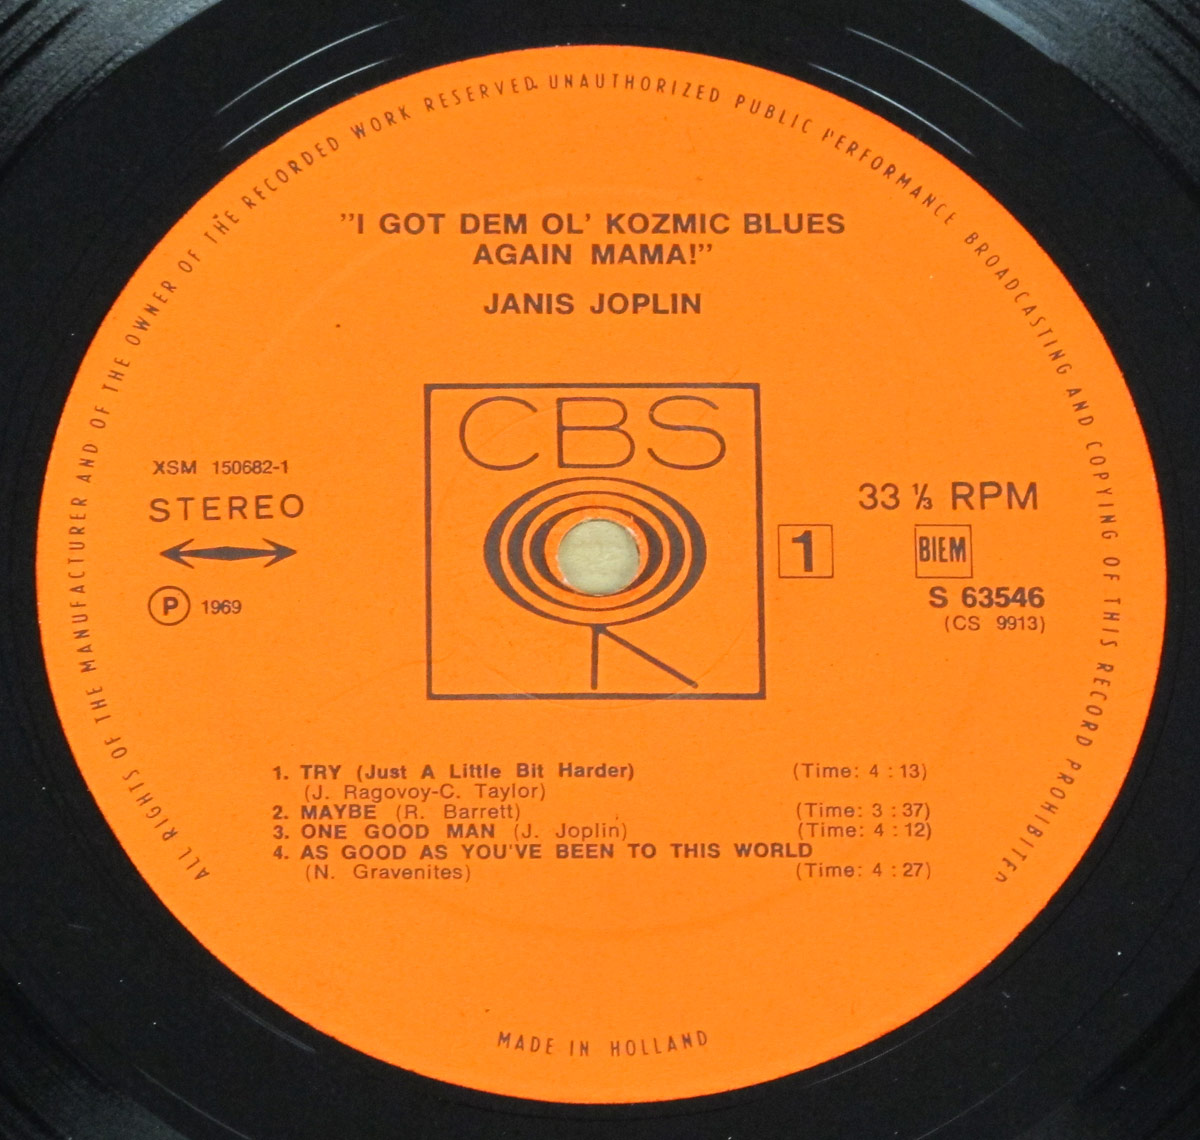 ALL RIGHTS OF THE MANUFACTURER AND OF THE OWNER OF THE RECORDED WORK RESERVED. UNAUTHORIZED PUBLIC PERFORMANCE BROADCASTING AND COPYING OF THIS RECORD PROHIBITED
"I GOT DEM OL' KOZMIC BLUES
AGAIN MAMA!"
JANIS JOPLIN
CBS
XSM 150682-1
STEREO
P 1969
33 ⅓ RPM
1
BIEM
S 63546
(CS 9913)
1. TRY (Just A Little Bit Harder) (Time: 4 : 13)
(J. Ragovoy-C. Taylor)
2. MAYBE (R. Barrett) (Time: 3 : 37)
3. ONE GOOD MAN (J. Joplin) (Time: 4 : 12)
4. AS GOOD AS YOU'VE BEEN TO THIS WORLD
(N. Gravenites) (Time: 4 : 27)
MADE IN HOLLAND